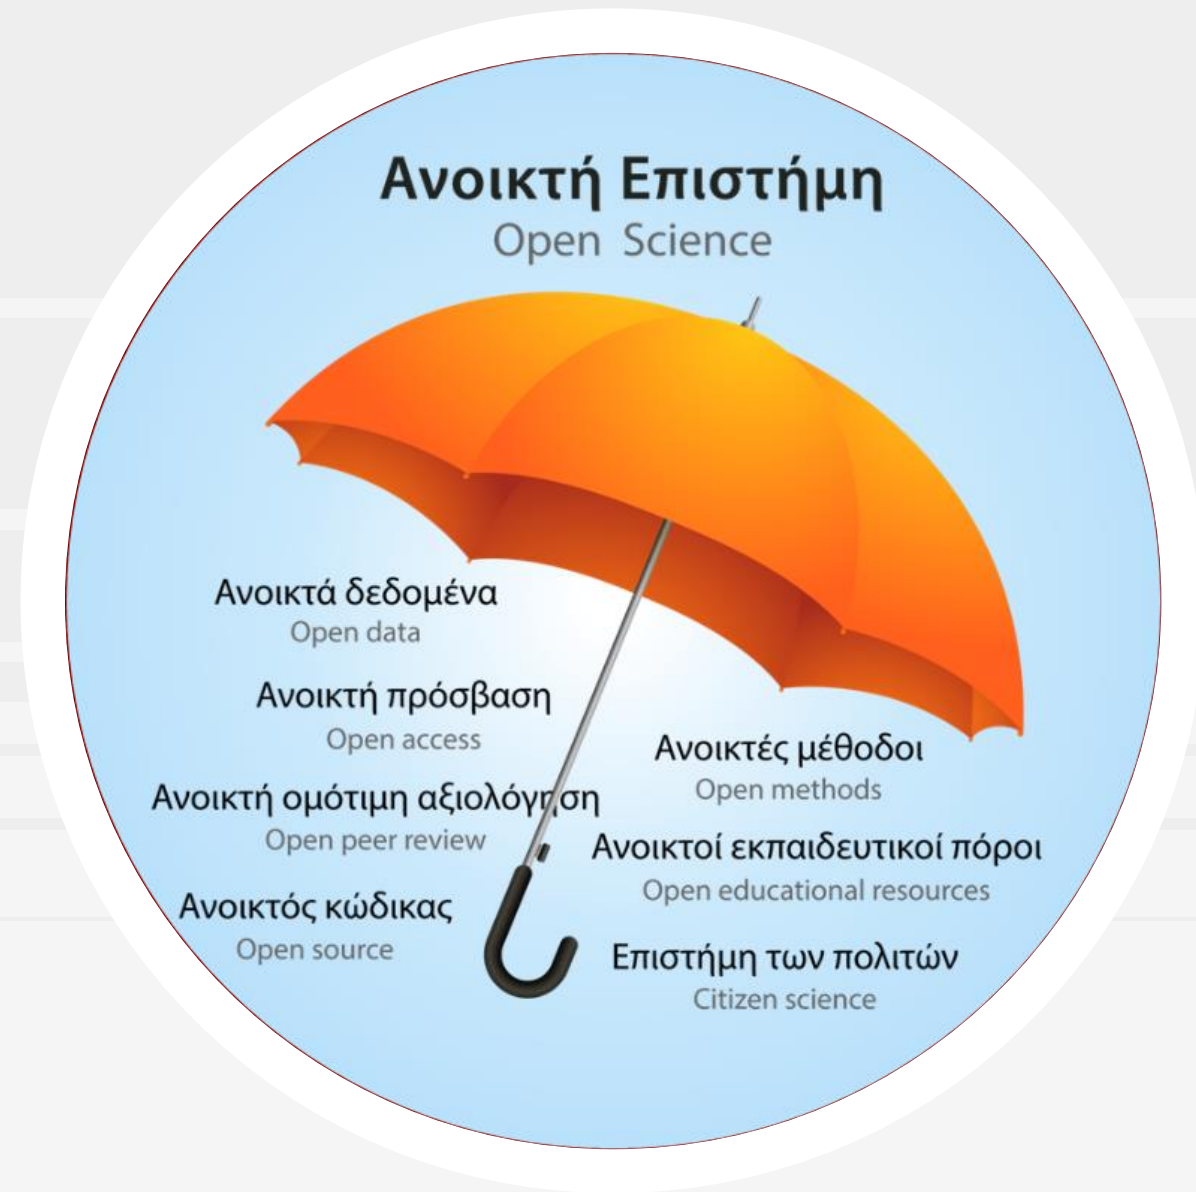 Ανοικτή Επιστήμη
Open Science
Ανοικτά δεδομένα
Open data
Ανοικτή πρόσβαση
Open access
Ανοικτή ομότιμη αξιολόγηση
Open peer review
Ανοικτός κώδικας
Open source
Ανοικτές μέθοδοι
Open methods
Ανοικτοί εκπαιδευτικοί πόροι
Open educational resources
Επιστήμη των πολιτών
Citizen science